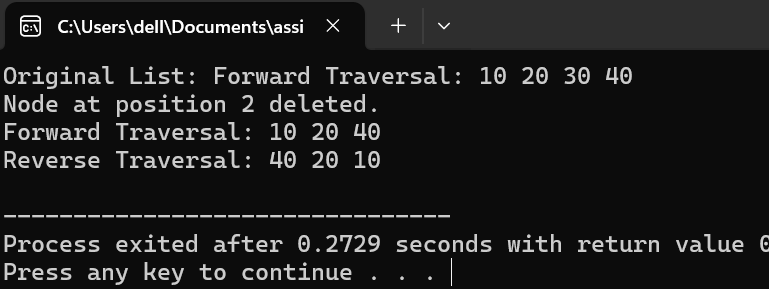 C:\Users\dell\Documents\assi
Original List: Forward Traversal: 10 20 30 40
Node at position 2 deleted.
Forward Traversal: 10 20 40
Reverse Traversal: 40 20 10
--------------------------------
Process exited after 0.2729 seconds with return value 0
Press any key to continue . . .